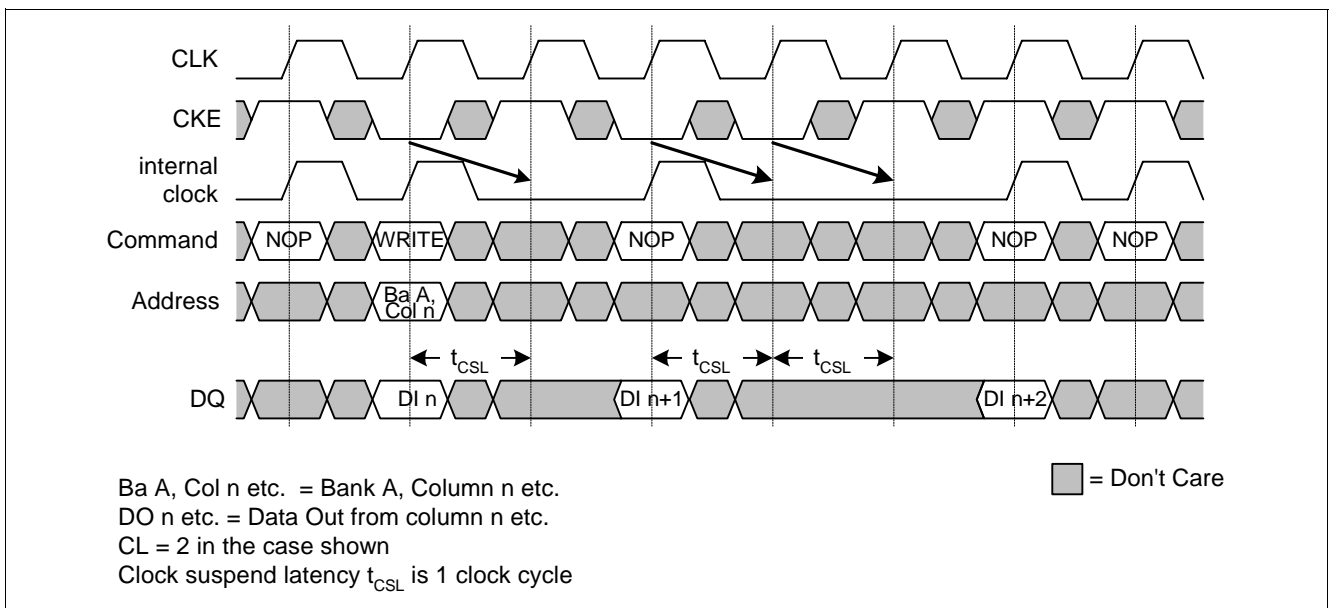 CLK
CKE
internal
clock
Command NOP WRITE NOP NOP NOP
Address Ba A,
Col n
tCSL tCSL tCSL
DQ DI n DI n+1 DI n+2
Ba A, Col n etc. = Bank A, Column n etc.
DO n etc. = Data Out from column n etc.
CL = 2 in the case shown
Clock suspend latency tCSL is 1 clock cycle
= Don't Care